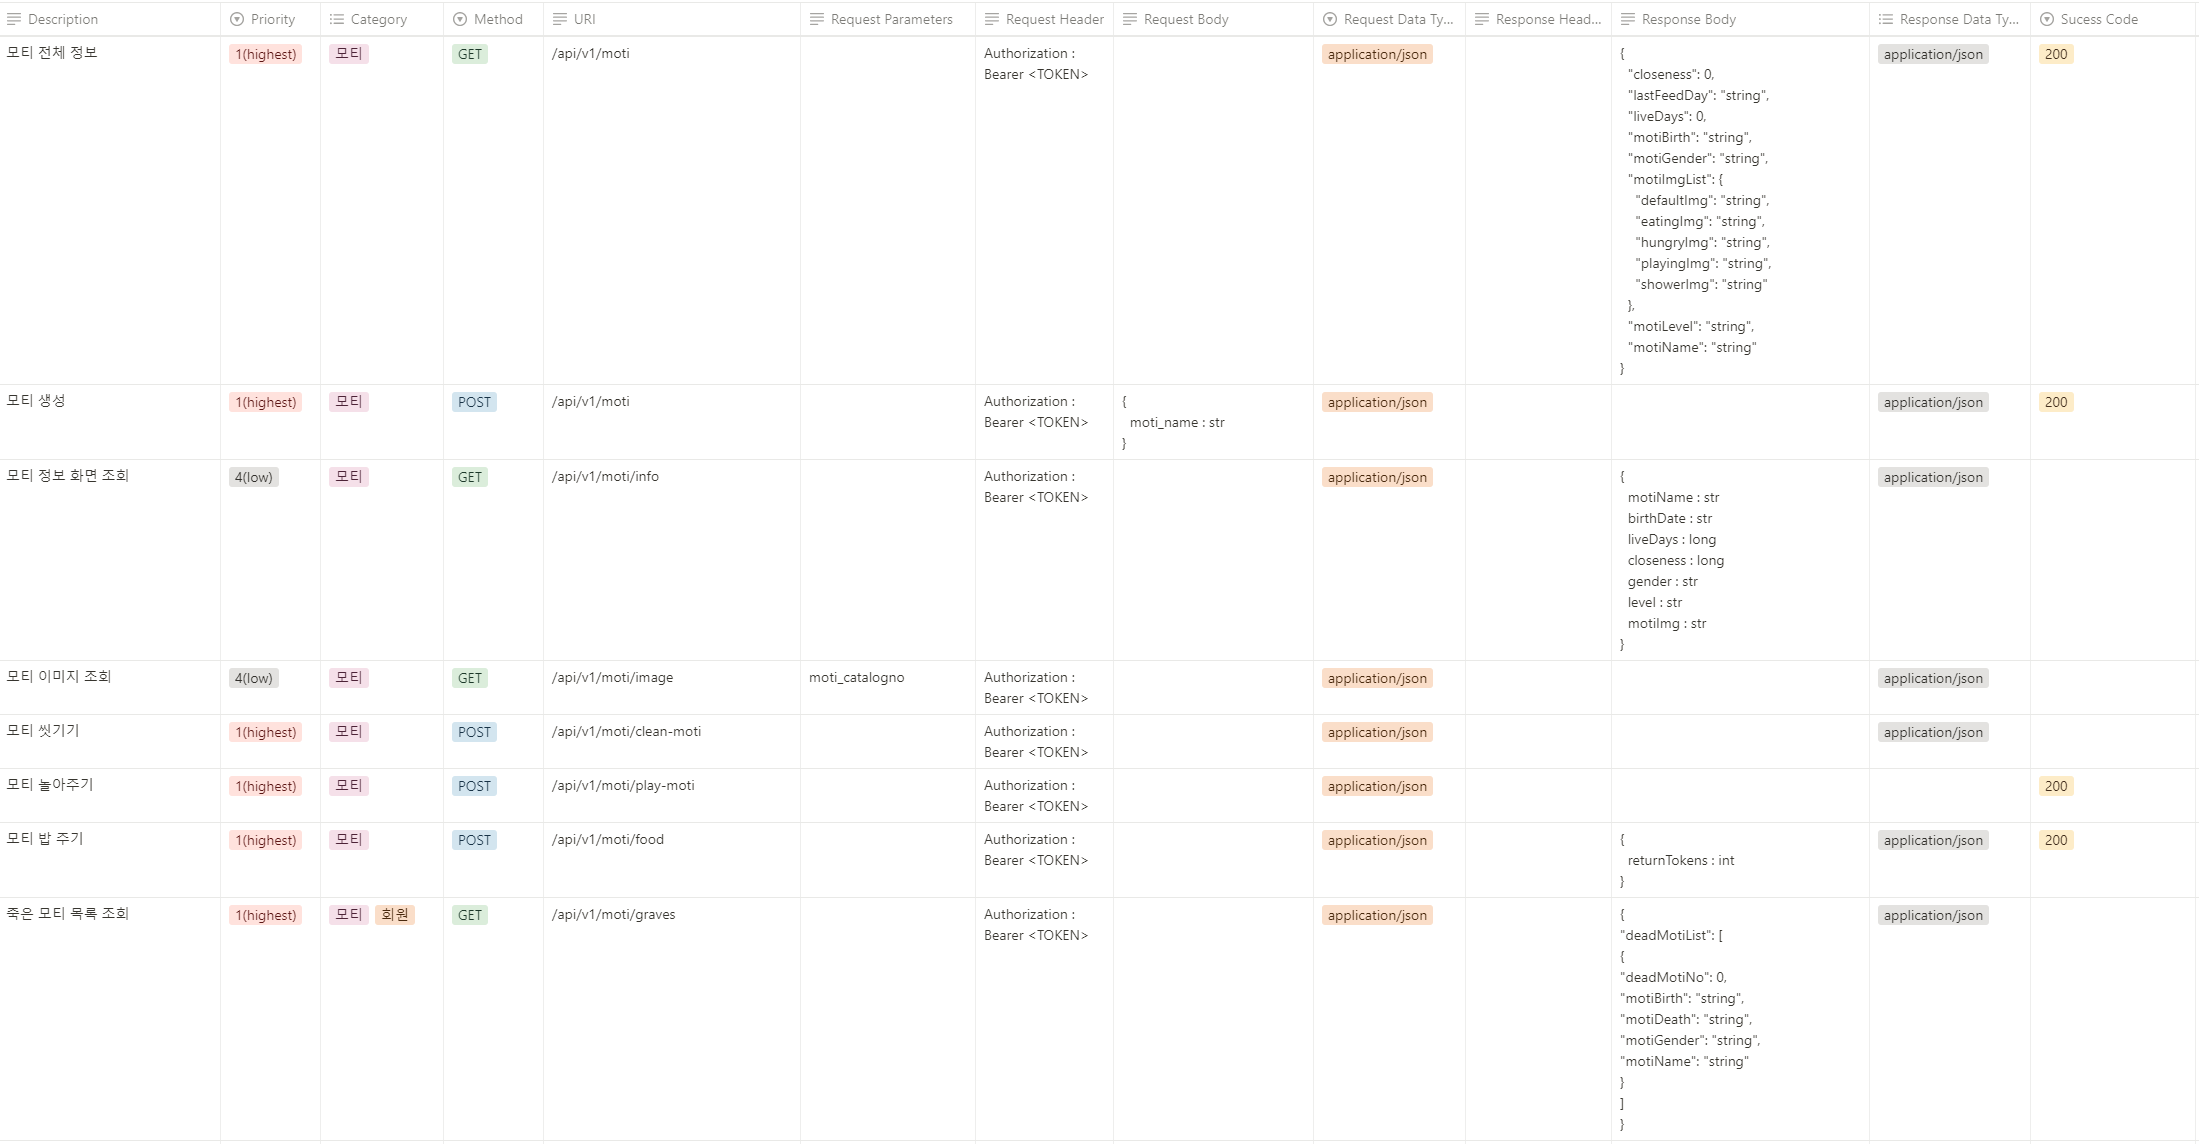 Description Priority Category Method URI Request Parameters Request Header Request Body Request Data Ty... Response Head... Response Body Response Data Ty... Sucess Code
모티 전체 정보 1(highest) 모티 GET /api/v1/moti Authorization : application/json { application/json 200
Bearer <TOKEN> "closeness": 0,
"lastFeedDay": "string",
"liveDays": 0,
"motiBirth": "string",
"motiGender": "string",
"motiImgList": {
"defaultImg": "string",
"eatingImg": "string",
"hungryImg": "string",
"playingImg": "string",
"showerImg": "string"
},
"motiLevel": "string",
"motiName": "string"
}
모티 생성 1(highest) 모티 POST /api/v1/moti Authorization : { application/json application/json 200
Bearer <TOKEN> moti_name : str
}
모티 정보 화면 조회 4(low) 모티 GET /api/v1/moti/info Authorization : application/json { application/json
Bearer <TOKEN> motiName : str
birthDate : str
liveDays : long
closeness : long
gender : str
level : str
motiImg : str
}
모티 이미지 조회 4(low) 모티 GET /api/v1/moti/image moti_catalogno Authorization : application/json application/json
Bearer <TOKEN>
모티 씻기기 1(highest) 모티 POST /api/v1/moti/clean-moti Authorization : application/json application/json
Bearer <TOKEN>
모티 놀아주기 1(highest) 모티 POST /api/v1/moti/play-moti Authorization : application/json 200
Bearer <TOKEN>
모티 밥 주기 1(highest) 모티 POST /api/v1/moti/food Authorization : application/json { application/json 200
Bearer <TOKEN> returnTokens : int
}
죽은 모티 목록 조회 1(highest) 모티 회원 GET /api/v1/moti/graves Authorization : application/json { application/json
Bearer <TOKEN> "deadMotiList": [
{
"deadMotiNo": 0,
"motiBirth": "string",
"motiDeath": "string",
"motiGender": "string",
"motiName": "string"
}
]
}